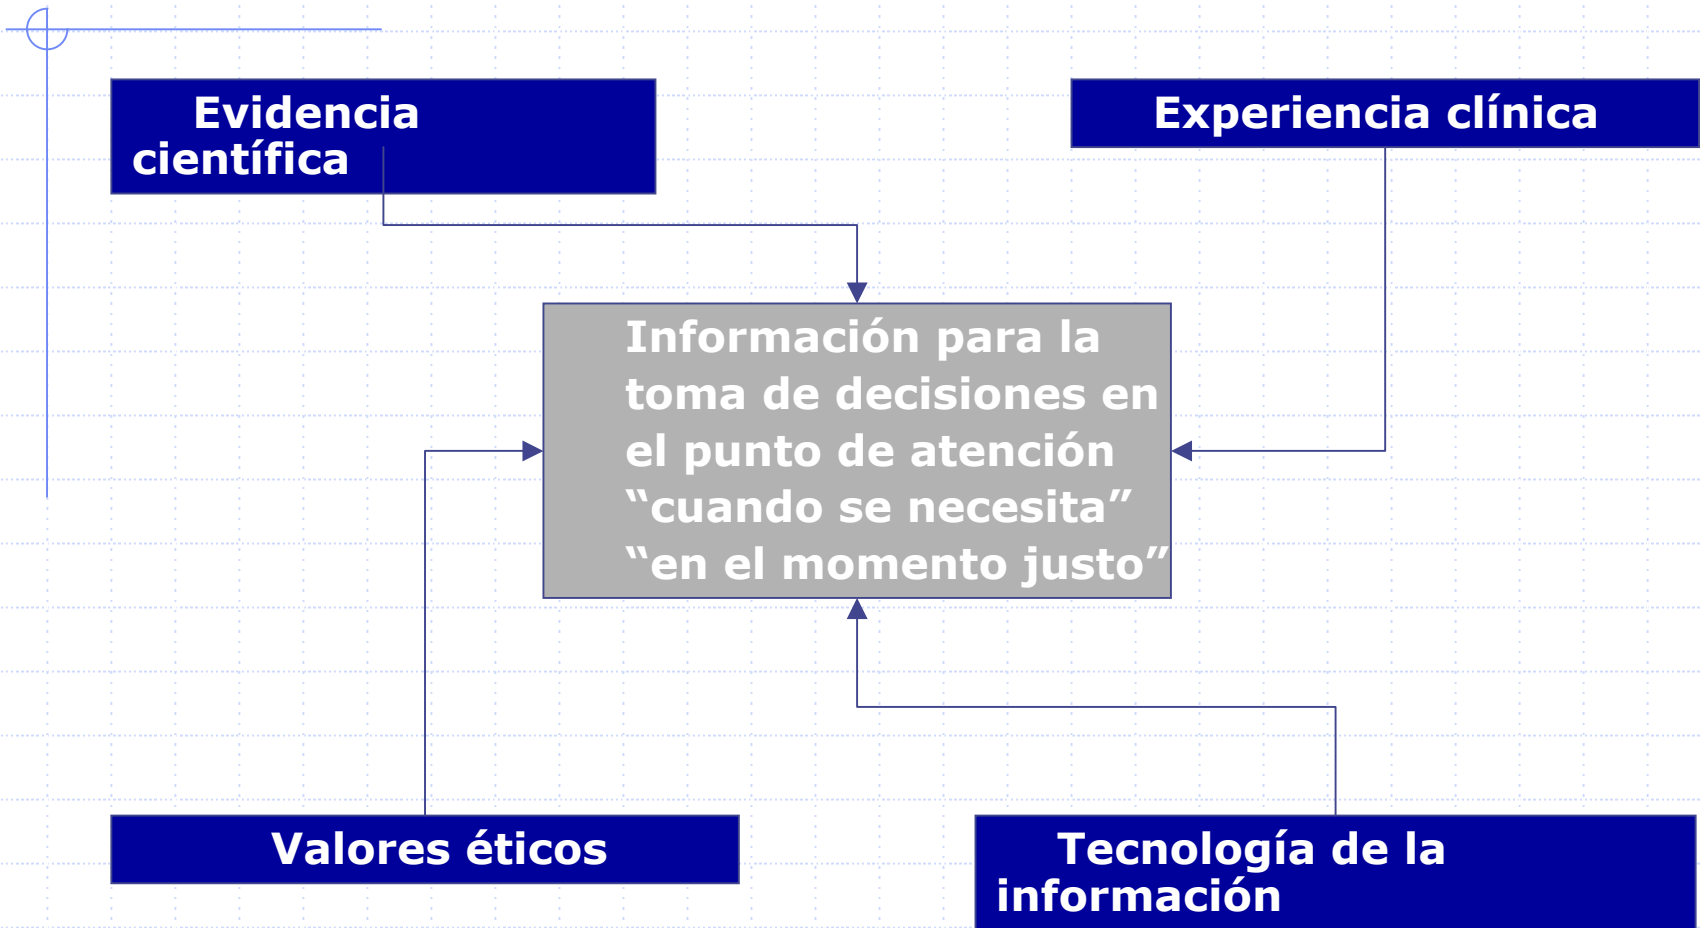 Evidencia
científica
Experiencia clínica
Información para la
toma de decisiones en
el punto de atención
“cuando se necesita”
“en el momento justo”
Valores éticos
Tecnología de la
información